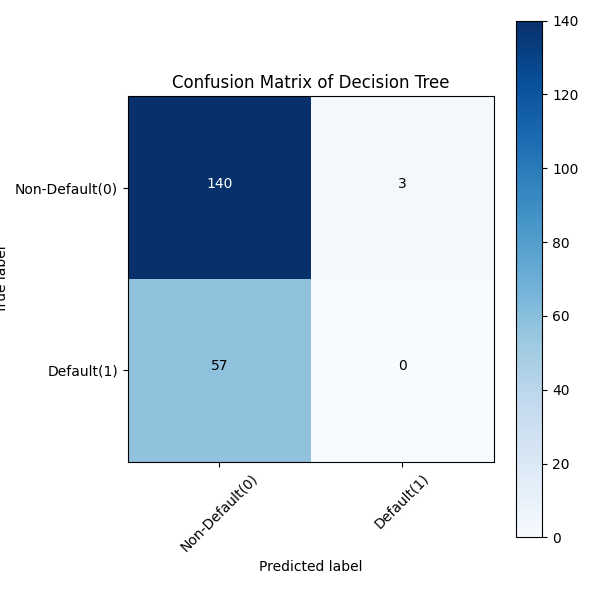 Confusion Matrix of Decision Tree
Non-Default(0)
Default(1)
140
3
57
0
Non-Default(0)
Default(1)
Predicted label
label
140
120
100
80
60
40
20
0